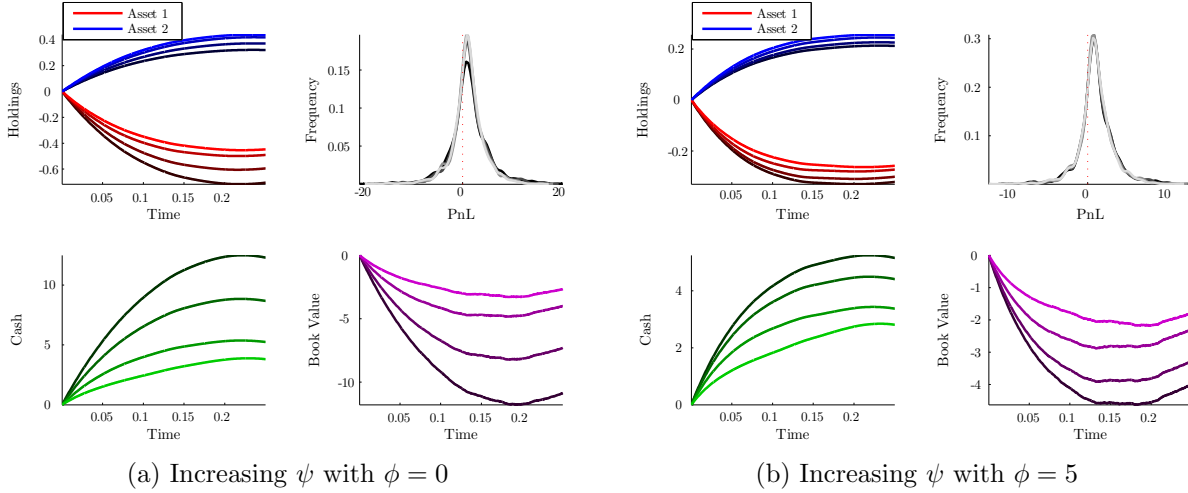 Asset 1
Asset 2
Holdings
0.4
0.2
0
-0.2
-0.4
-0.6
0.05
0.1
0.15
0.2
Time
Frequency
0.15
0.1
0.05
-20
0
20
PnL
Asset 1
Asset 2
Holdings
0.2
0
-0.2
0.05
0.1
0.15
0.2
Time
Frequency
0.3
0.2
0.1
-10
0
10
PnL
Cash
10
5
0
0.05
0.1
0.15
0.2
Time
Book Value
0
-5
-10
0.05
0.1
0.15
0.2
Time
Cash
4
2
0
0.05
0.1
0.15
0.2
Time
Book Value
0
-1
-2
-3
-4
0.05
0.1
0.15
0.2
Time
(a) Increasing ψ with ϕ = 0
(b) Increasing ψ with ϕ = 5